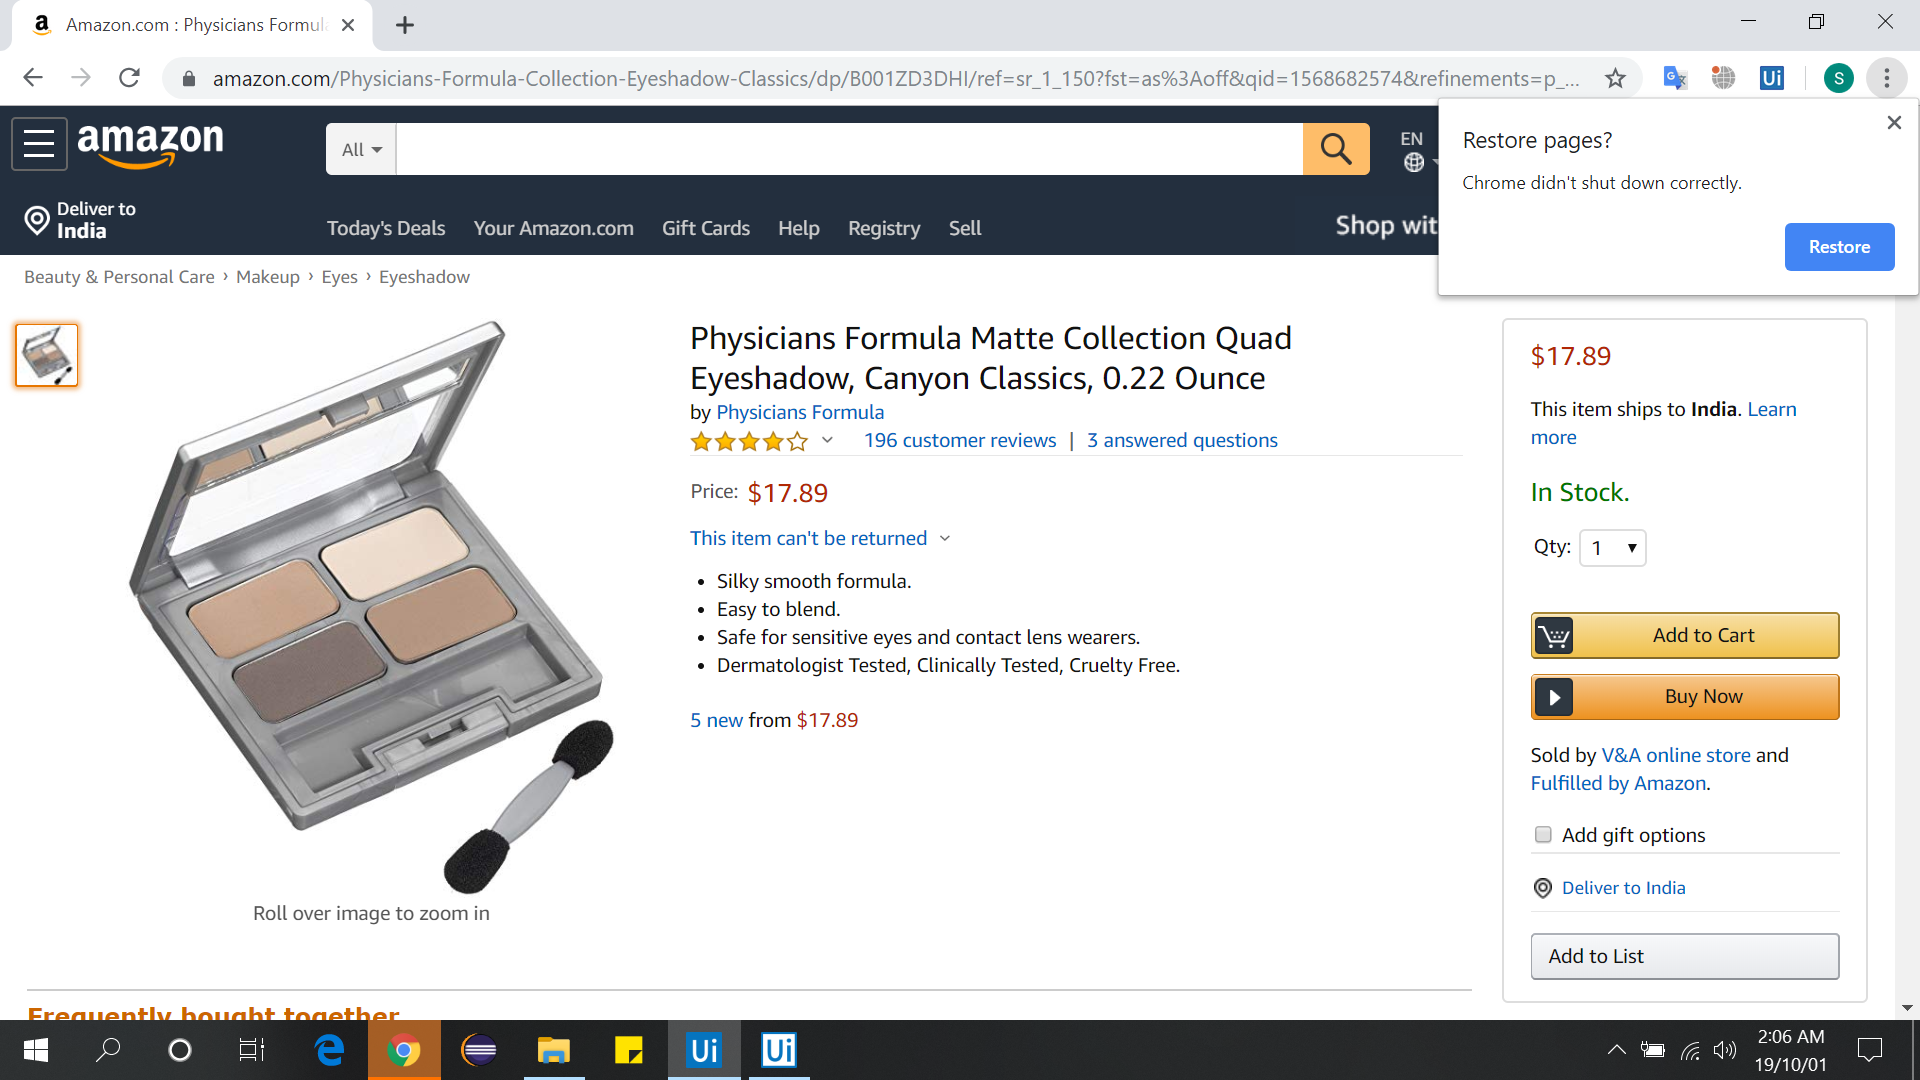 Amazon.com : Physicians Formul
amazon.com/Physicians-Formula-Collection-Eyeshadow-Classics/dp/B001ZD3DHI/ref=sr_1_150?fst=as%3Aoff&qid=1568682574&refinements=p_...
Ui
S
Restore pages?
Chrome didn't shut down correctly.
Restore
amazon
All
EN
Deliver to
India
Today's Deals Your Amazon.com Gift Cards Help Registry Sell
Shop wit
Beauty & Personal Care › Makeup › Eyes › Eyeshadow
Physicians Formula Matte Collection Quad
Eyeshadow, Canyon Classics, 0.22 Ounce
by Physicians Formula
196 customer reviews | 3 answered questions
Price: $17.89
This item can't be returned
• Silky smooth formula.
• Easy to blend.
• Safe for sensitive eyes and contact lens wearers.
• Dermatologist Tested, Clinically Tested, Cruelty Free.
5 new from $17.89
Roll over image to zoom in
$17.89
This item ships to India. Learn
more
In Stock.
Qty: 1
Add to Cart
Buy Now
Sold by V&A online store and
Fulfilled by Amazon.
Add gift options
Deliver to India
Add to List
Frequently bought together
Ui
Ui
2:06 AM
19/10/01